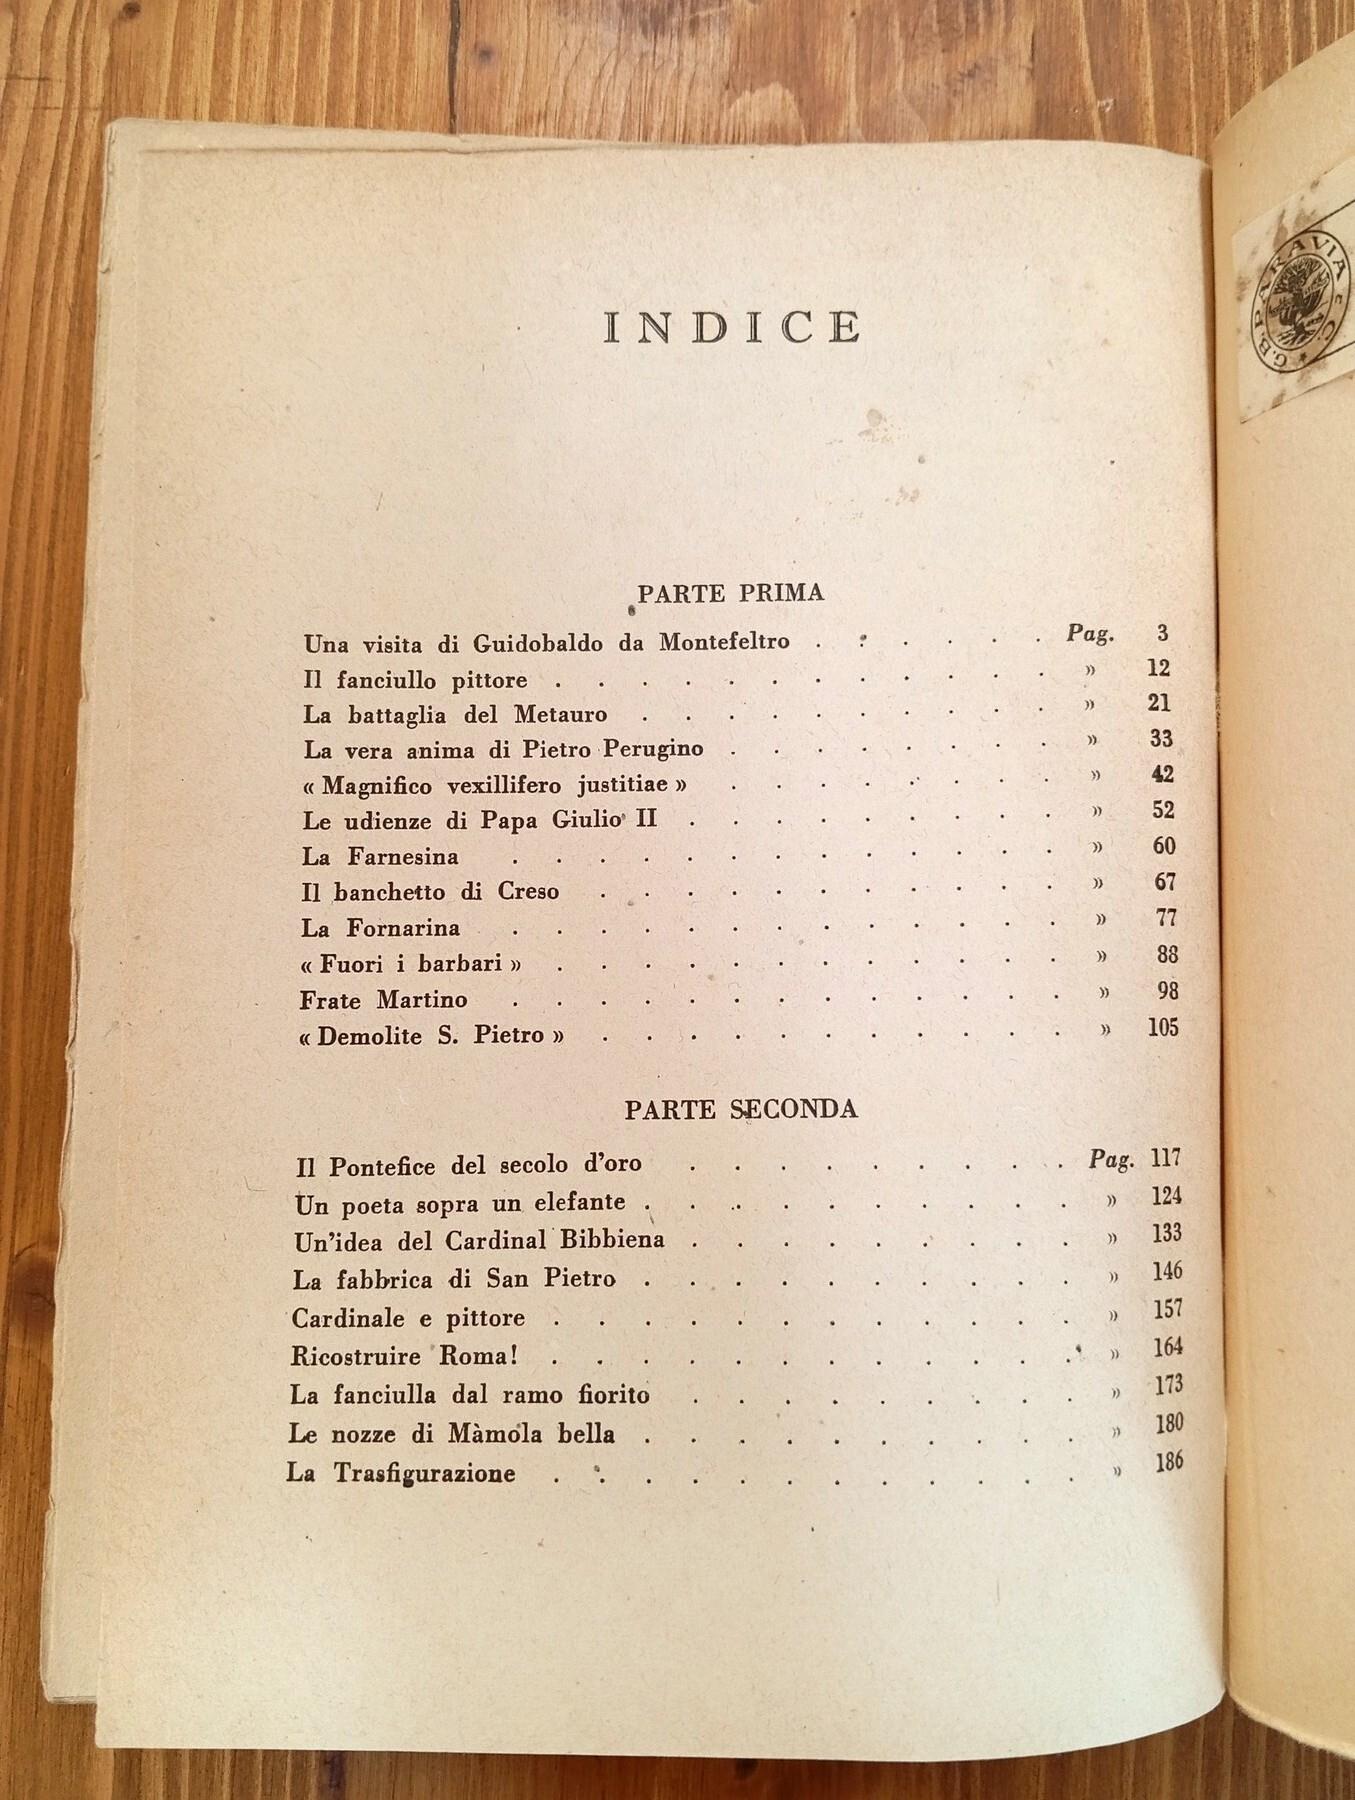 INDICE
PARTE PRIMA
Una visita di Guidobaldo da Montefeltro . . . . . . Pag. 3
Il fanciullo pittore . . . . . . . . . . . . » 12
La battaglia del Metauro . . . . . . . . . . » 21
La vera anima di Pietro Perugino . . . . . . . . » 33
« Magnifico vexillifero justitiae » . . . . . . . . » 42
Le udienze di Papa Giulio II . . . . . . . . . » 52
La Farnesina . . . . . . . . . . . . . » 60
Il banchetto di Creso . . . . . . . . . . . » 67
La Fornarina . . . . . . . . . . . . . » 77
« Fuori i barbari » . . . . . . . . . . . . » 88
Frate Martino . . . . . . . . . . . . . » 98
« Demolite S. Pietro » . . . . . . . . . . . » 105
PARTE SECONDA
Il Pontefice del secolo d'oro . . . . . . . . . Pag. 117
Un poeta sopra un elefante . . . . . . . . . . » 124
Un'idea del Cardinal Bibbiena . . . . . . . . . » 133
La fabbrica di San Pietro . . . . . . . . . . » 146
Cardinale e pittore . . . . . . . . . . . . » 157
Ricostruire Roma! . . . . . . . . . . . . » 164
La fanciulla dal ramo fiorito . . . . . . . . . » 173
Le nozze di Màmola bella . . . . . . . . . . » 180
La Trasfigurazione . . . . . . . . . . . . » 186
G. B. PARAVIA e C.